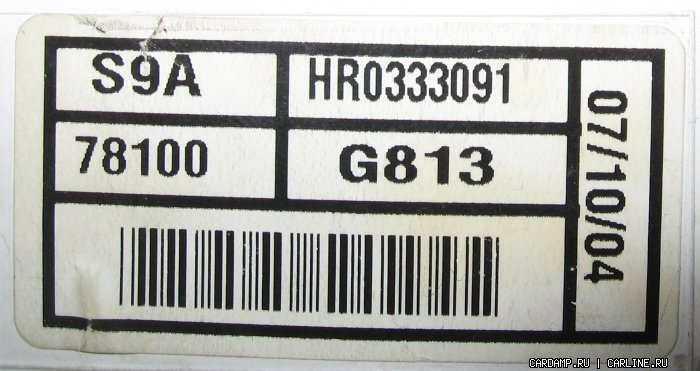 S9A
HR0333091
78100
G813
07/10/04
CARDAMP.RU | CARLINE.RU